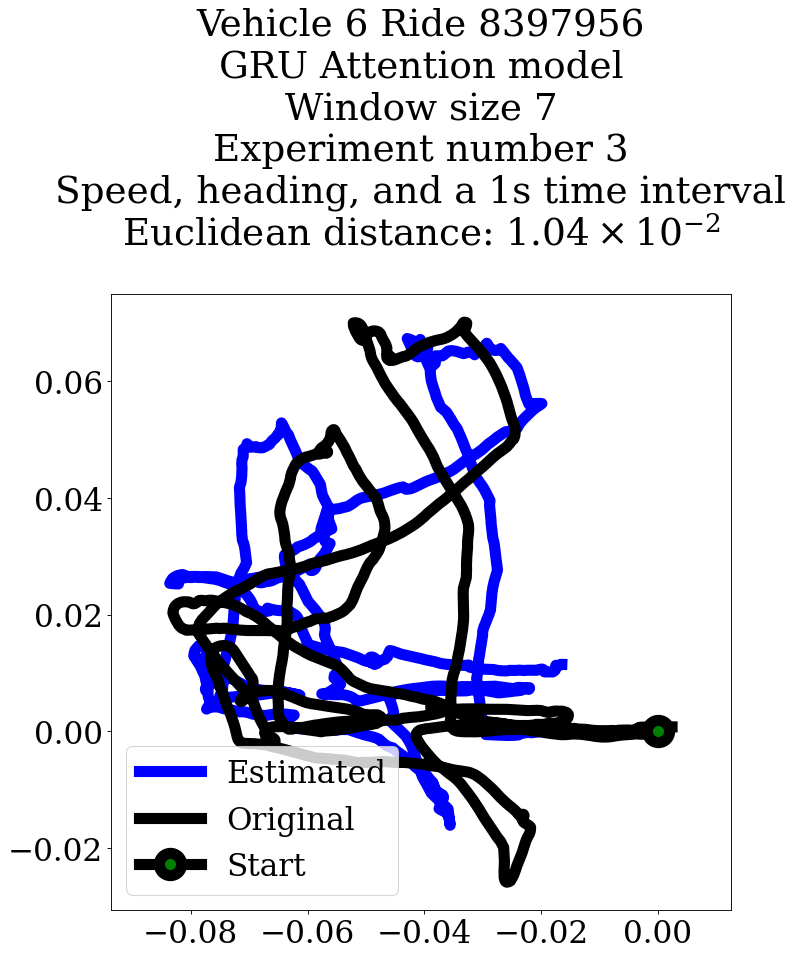 Vehicle 6 Ride 8397956
GRU Attention model
Window size 7
Experiment number 3
Speed, heading, and a 1s time interval
Euclidean distance: 1.04 × 10⁻²
0.06
0.04
0.02
0.00
−0.02
Estimated
Original
Start
−0.08 −0.06 −0.04 −0.02 0.00